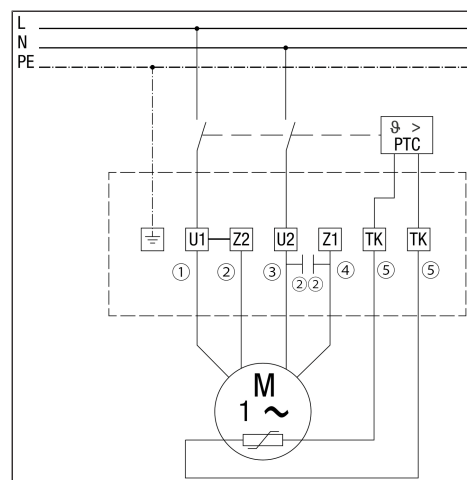 L
N
PE
ϑ >
PTC
U1 Z2 U2 Z1 TK TK
① ② ③ ④ ⑤ ⑤
② ②
M
1 ~